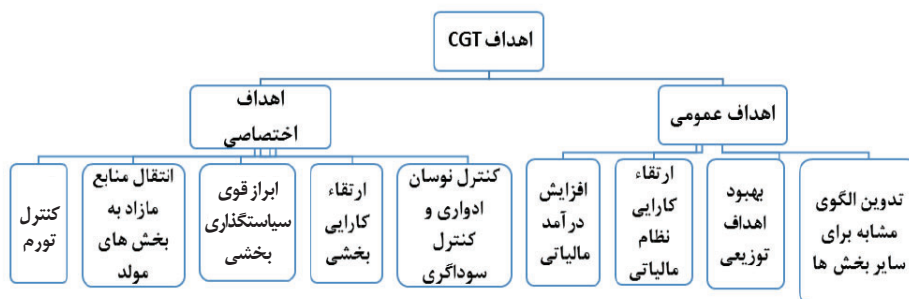 اهداف CGT
اهداف عمومی
اهداف
اختصاصی
تدوین الگوی
مشابه برای
سایر بخش ها
بهبود
اهداف
توزیعی
ارتقاء
کارایی
نظام
مالیاتی
افزایش
درآمد
مالیاتی
کنترل نوسان
ادواری و
کنترل
سوداگری
ارتقاء
کارایی
بخشی
ابراز قوی
سیاستگذاری
بخشی
انتقال منابع
مازاد به
بخش های
مولد
کنترل
تورم